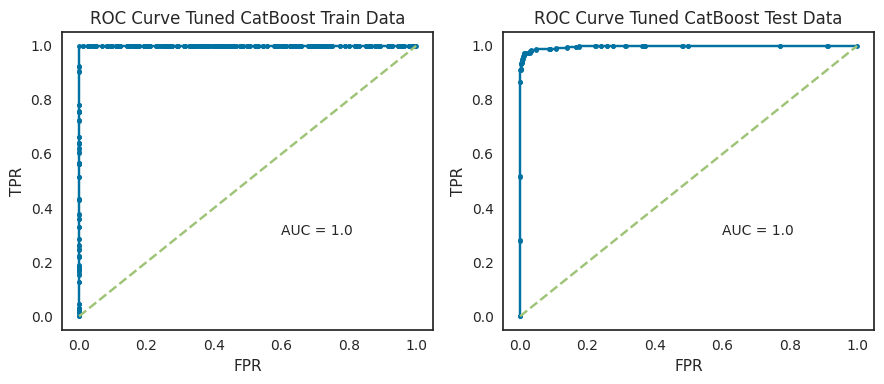 ROC Curve Tuned CatBoost Train Data
1.0
0.8
0.6
0.4
0.2
0.0
TPR
AUC = 1.0
0.0 0.2 0.4 0.6 0.8 1.0
FPR
ROC Curve Tuned CatBoost Test Data
1.0
0.8
0.6
0.4
0.2
0.0
TPR
AUC = 1.0
0.0 0.2 0.4 0.6 0.8 1.0
FPR